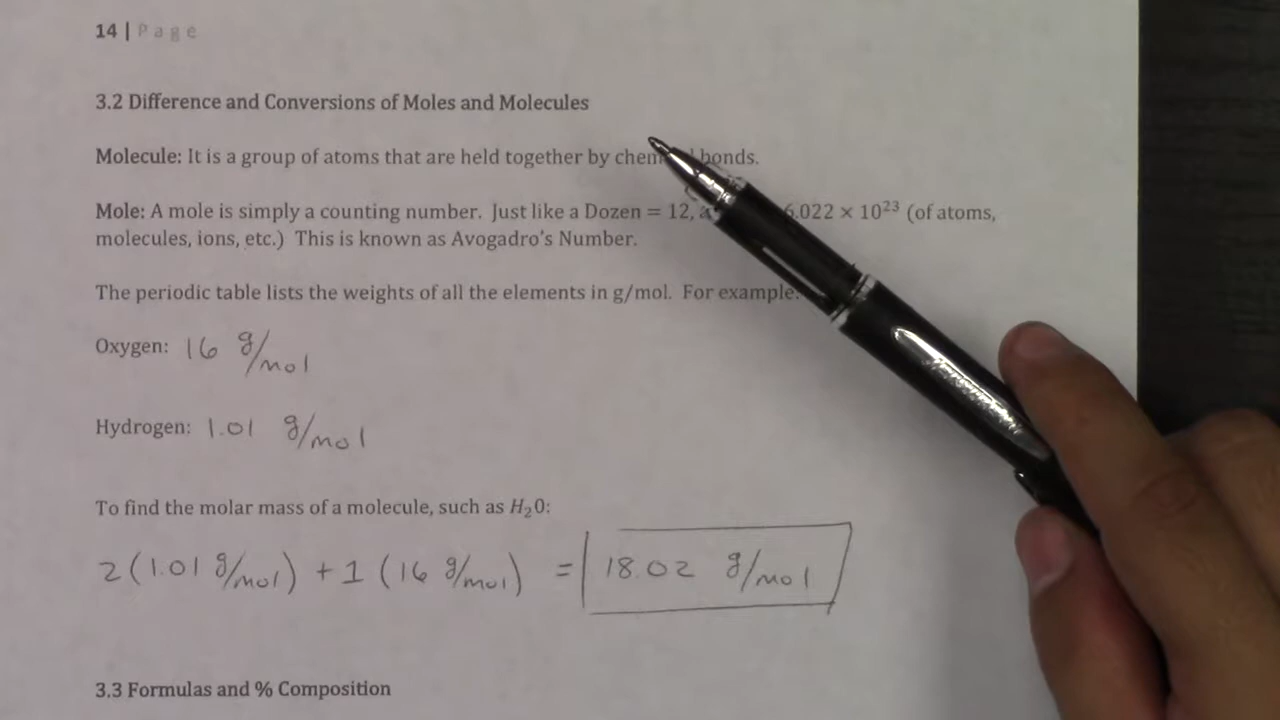 14 | Page
3.2 Difference and Conversions of Moles and Molecules
Molecule: It is a group of atoms that are held together by bonds.
Mole: A mole is simply a counting number. Just like a Dozen = 12, 6.022 × 10²³ (of atoms,
molecules, ions, etc.) This is known as Avogadro's Number.
The periodic table lists the weights of all the elements in g/mol. For example:
Oxygen: 16 g/mol
Hydrogen: 1.01 g/mol
To find the molar mass of a molecule, such as H₂0:
2 (1.01 g/mol) + 1 (16 g/mol) = 18.02 g/mol
3.3 Formulas and % Composition